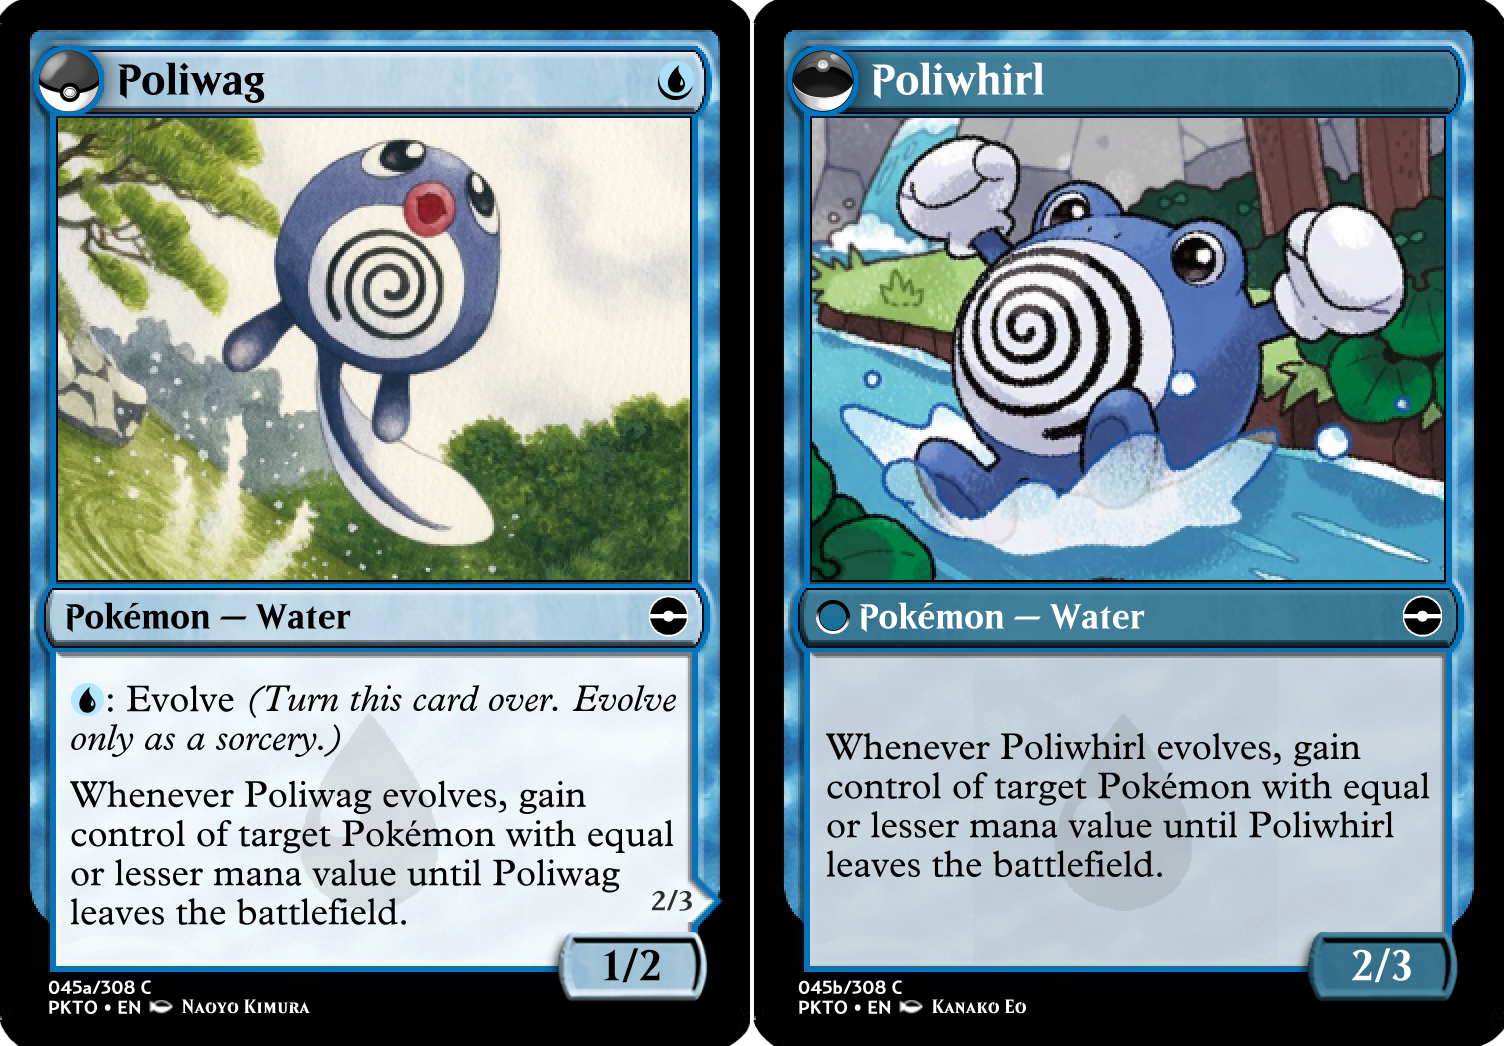 Poliwag
Pokémon — Water
: Evolve (Turn this card over. Evolve
only as a sorcery.)
Whenever Poliwag evolves, gain
control of target Pokémon with equal
or lesser mana value until Poliwag
leaves the battlefield.
2/3
1/2
045a/308 C
PKTO • EN NAOYO KIMURA
Poliwhirl
Pokémon — Water
Whenever Poliwhirl evolves, gain
control of target Pokémon with equal
or lesser mana value until Poliwhirl
leaves the battlefield.
2/3
045b/308 C
PKTO • EN KANAKO EO